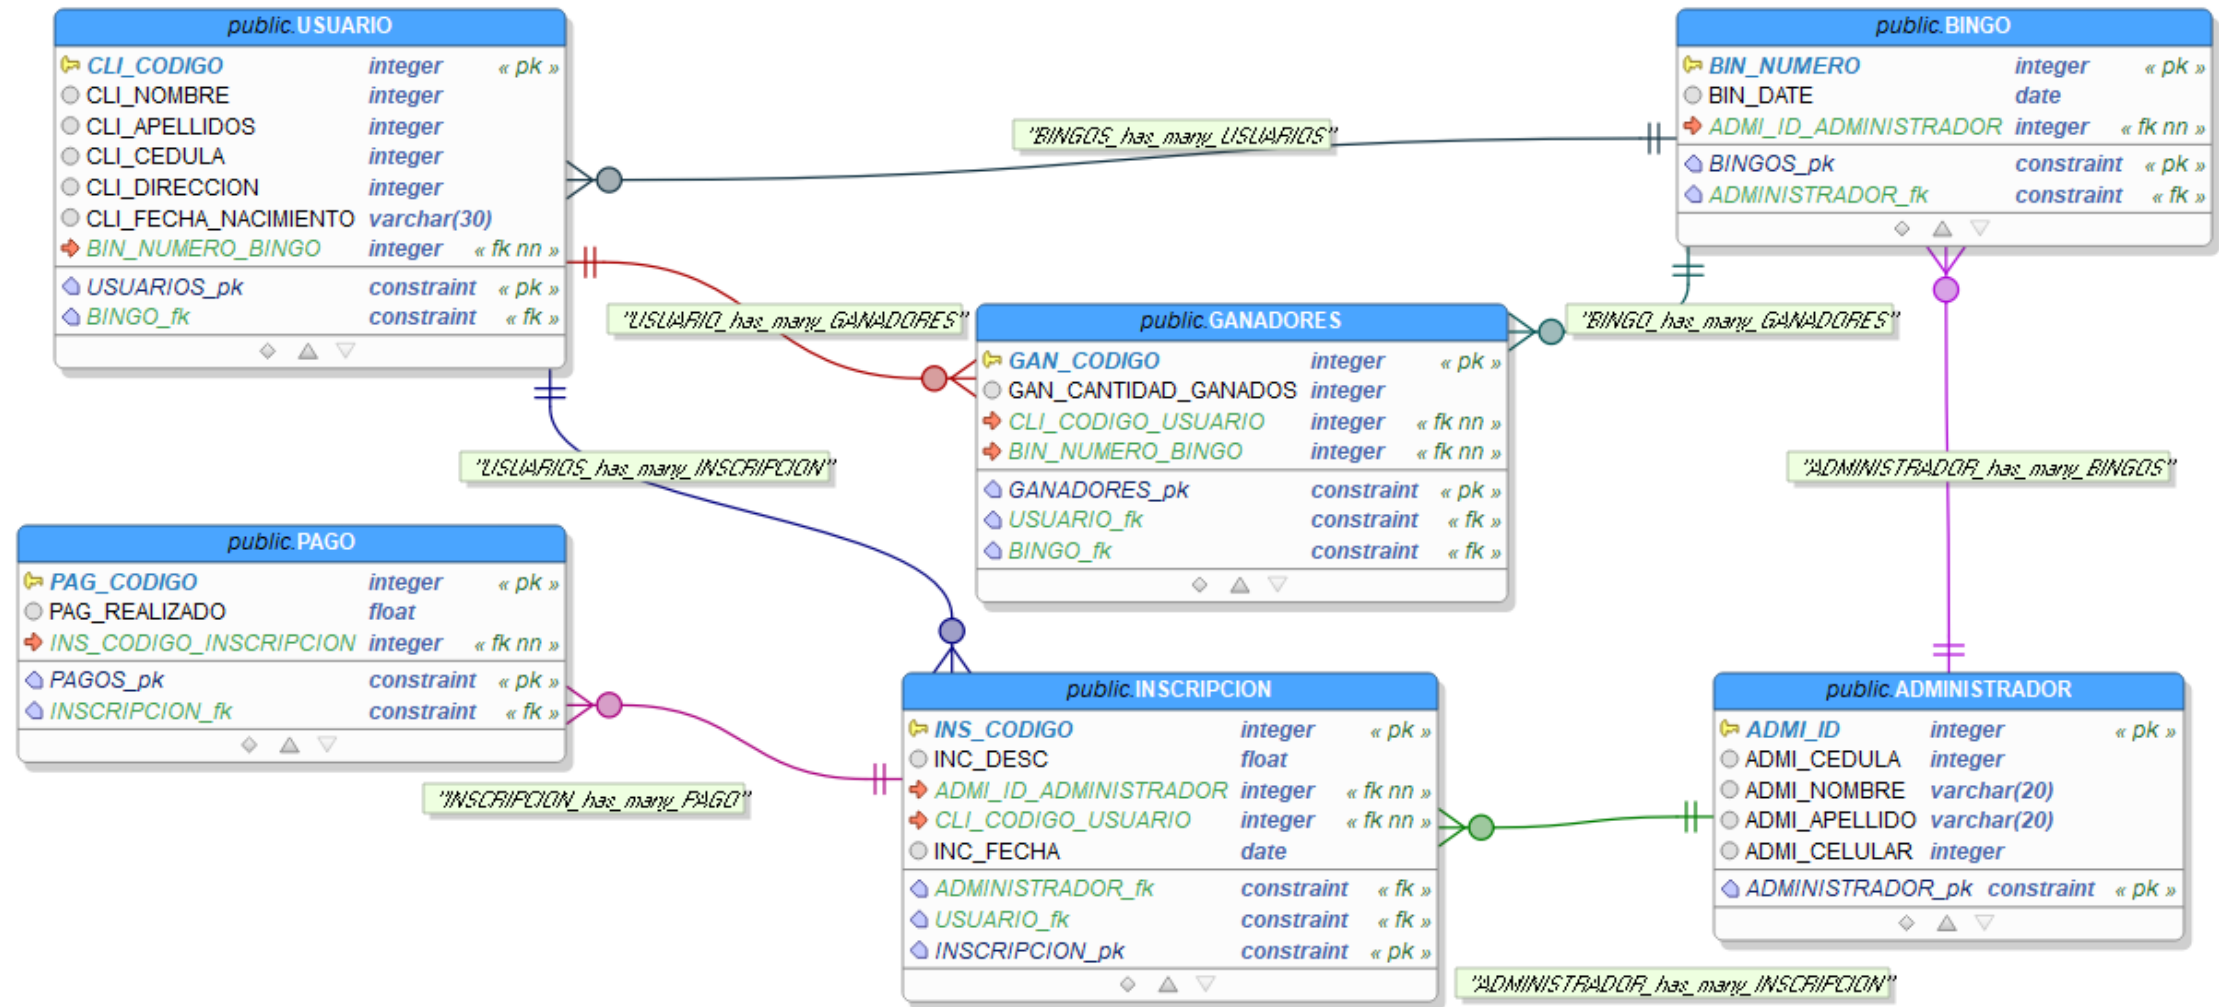 public.USUARIO
CLI_CODIGO integer « pk »
CLI_NOMBRE integer
CLI_APELLIDOS integer
CLI_CEDULA integer
CLI_DIRECCION integer
CLI_FECHA_NACIMIENTO varchar(30)
BIN_NUMERO_BINGO integer « fk nn »
USUARIOS_pk constraint « pk »
BINGO_fk constraint « fk »
"BINGOS_has_many_USUARIOS"
public.BINGO
BIN_NUMERO integer « pk »
BIN_DATE date
ADMI_ID_ADMINISTRADOR integer « fk nn »
BINGOS_pk constraint « pk »
ADMINISTRADOR_fk constraint « fk »
"USUARIO_has_many_GANADORES"
public.GANADORES
GAN_CODIGO integer « pk »
GAN_CANTIDAD_GANADOS integer
CLI_CODIGO_USUARIO integer « fk nn »
BIN_NUMERO_BINGO integer « fk nn »
GANADORES_pk constraint « pk »
USUARIO_fk constraint « fk »
BINGO_fk constraint « fk »
"BINGO_has_many_GANADORES"
"USUARIOS_has_many_INSCRIPCION"
"ADMINISTRADOR_has_many_BINGOS"
public.PAGO
PAG_CODIGO integer « pk »
PAG_REALIZADO float
INS_CODIGO_INSCRIPCION integer « fk nn »
PAGOS_pk constraint « pk »
INSCRIPCION_fk constraint « fk »
"INSCRIPCION_has_many_PAGO"
public.INSCRIPCION
INS_CODIGO integer « pk »
INC_DESC float
ADMI_ID_ADMINISTRADOR integer « fk nn »
CLI_CODIGO_USUARIO integer « fk nn »
INC_FECHA date
ADMINISTRADOR_fk constraint « fk »
USUARIO_fk constraint « fk »
INSCRIPCION_pk constraint « pk »
public.ADMINISTRADOR
ADMI_ID integer « pk »
ADMI_CEDULA integer
ADMI_NOMBRE varchar(20)
ADMI_APELLIDO varchar(20)
ADMI_CELULAR integer
ADMINISTRADOR_pk constraint « pk »
"ADMINISTRADOR_has_many_INSCRIPCION"